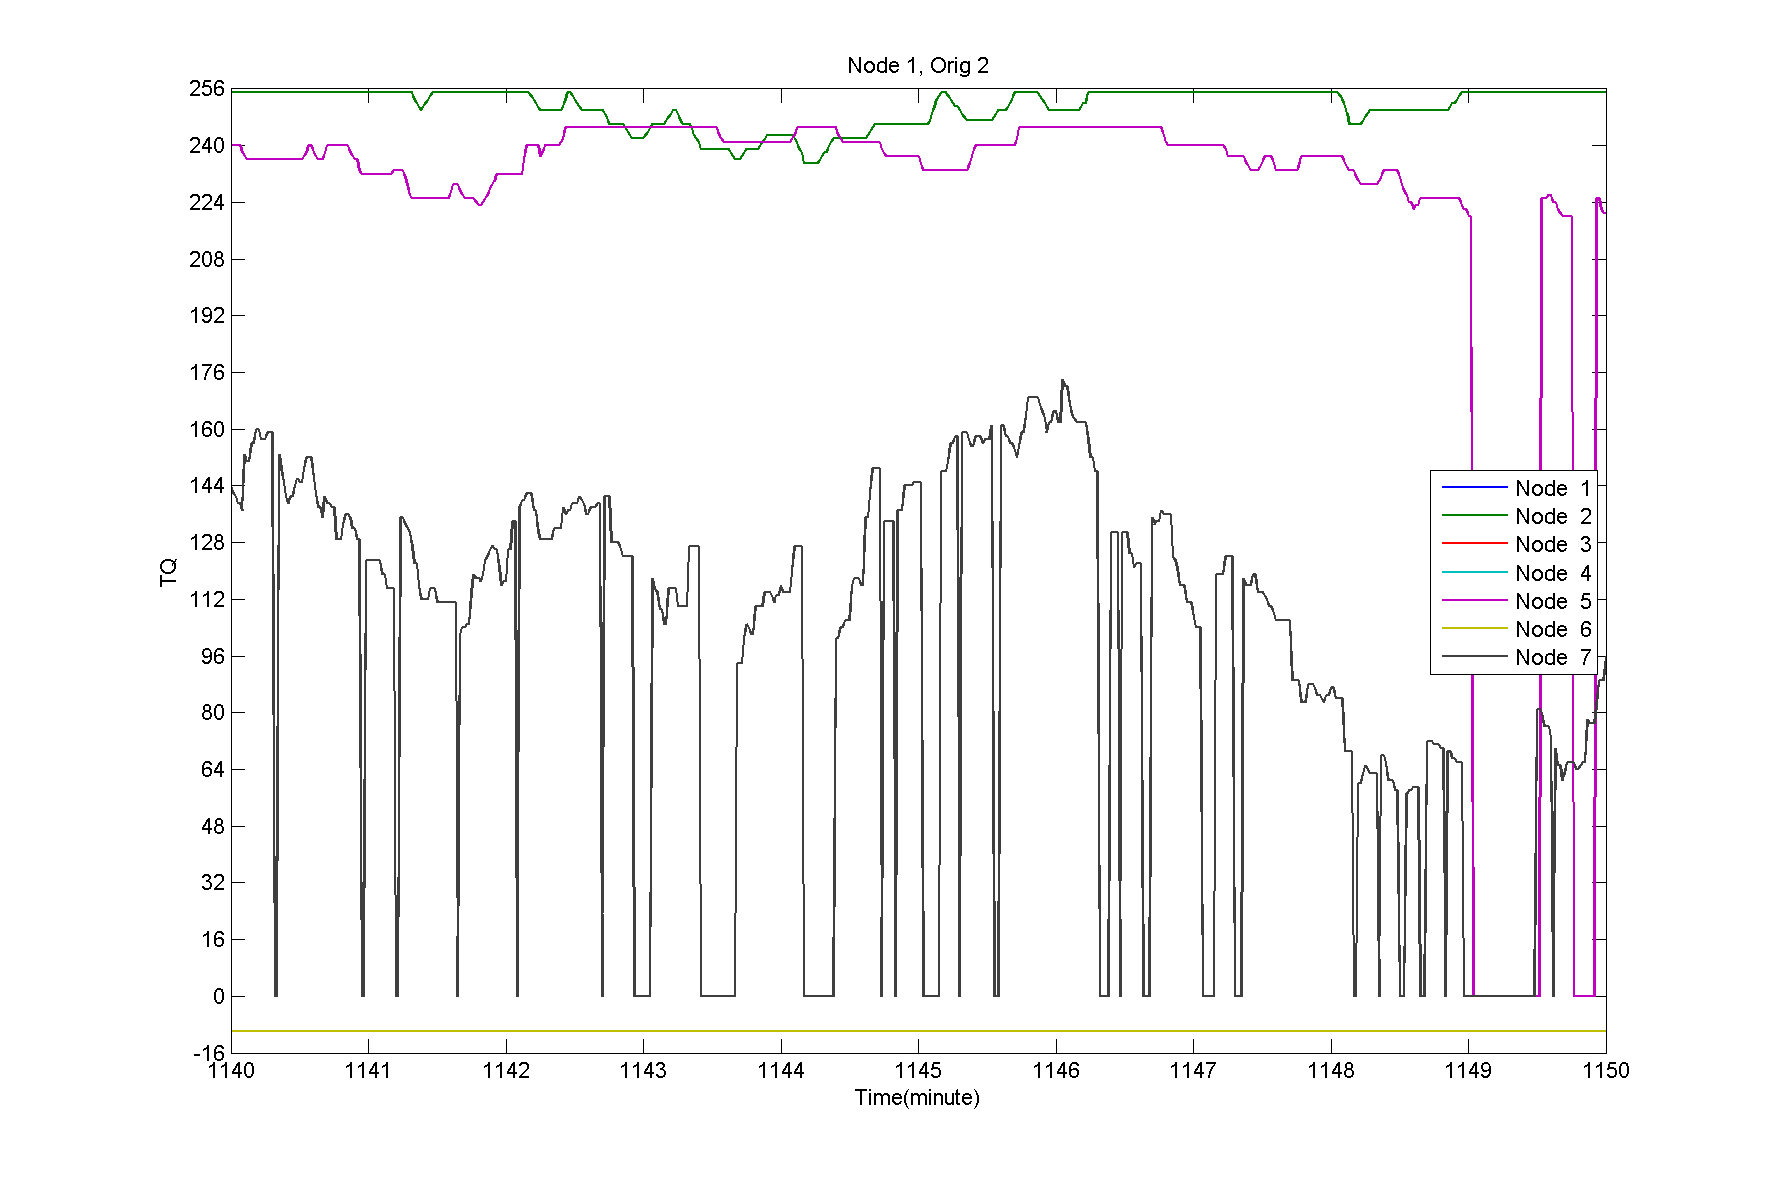 Node 1, Orig 2
256
240
224
208
192
176
160
144
128
112
96
80
64
48
32
16
0
-16
TQ
Node 1
Node 2
Node 3
Node 4
Node 5
Node 6
Node 7
1140 1141 1142 1143 1144 1145 1146 1147 1148 1149 1150
Time(minute)